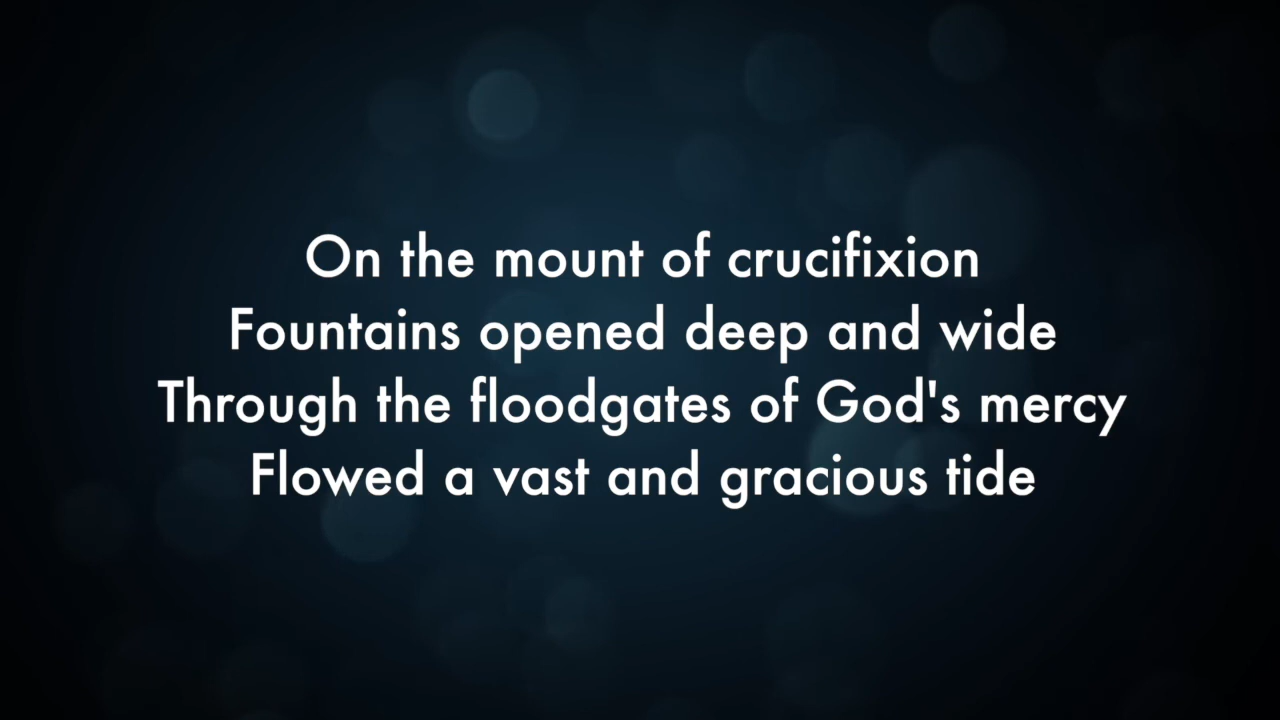 On the mount of crucifixion
Fountains opened deep and wide
Through the floodgates of God's mercy
Flowed a vast and gracious tide